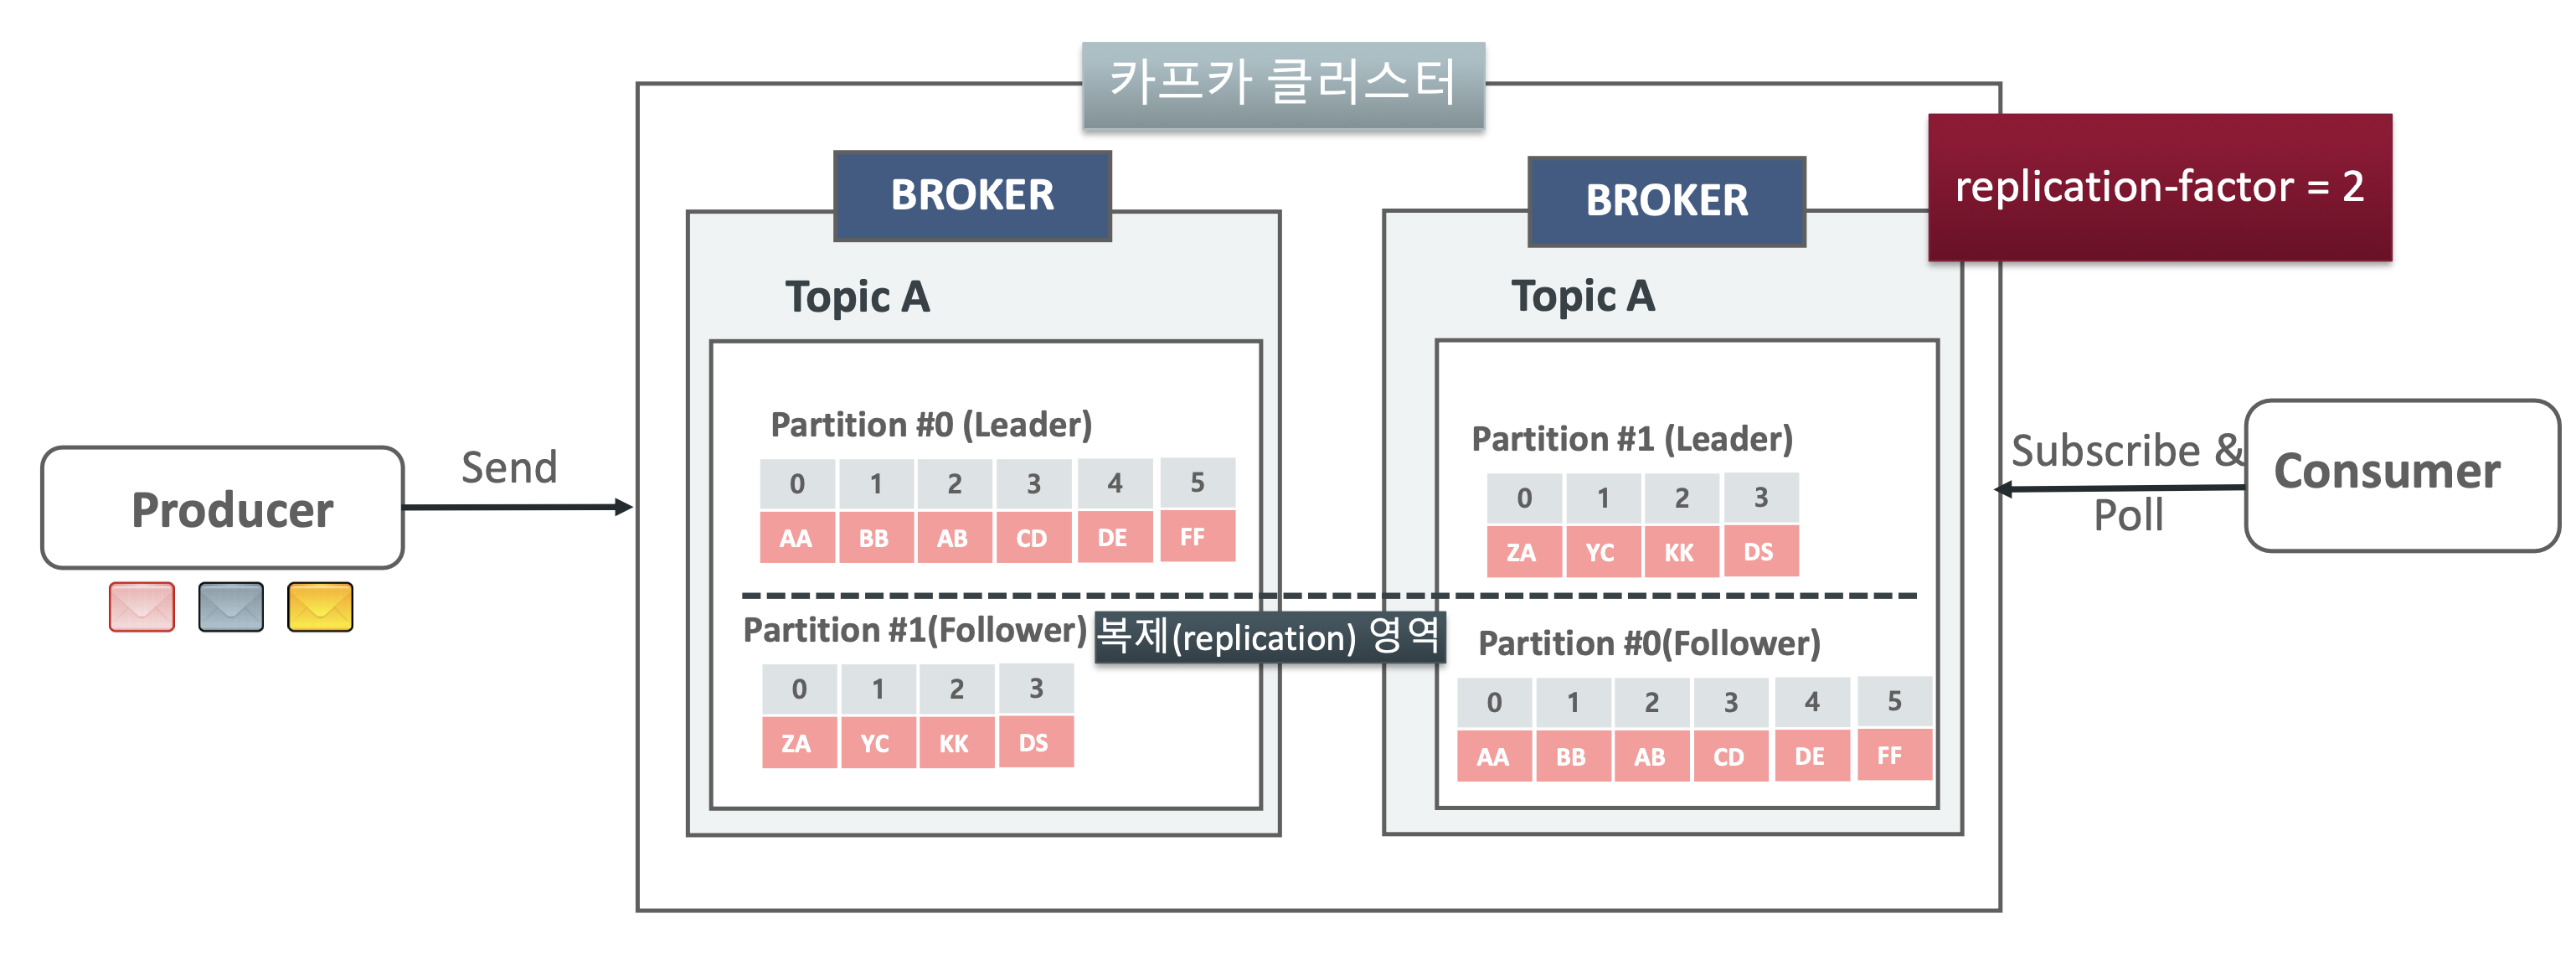 카프카 클러스터
replication-factor = 2
BROKER
BROKER
Topic A
Topic A
Partition #0 (Leader)
0 1 2 3 4 5
AA BB AB CD DE FF
Partition #1 (Leader)
0 1 2 3
ZA YC KK DS
Producer
Send
Subscribe &
Poll
Consumer
복제(replication) 영역
Partition #1(Follower)
0 1 2 3
ZA YC KK DS
Partition #0(Follower)
0 1 2 3 4 5
AA BB AB CD DE FF